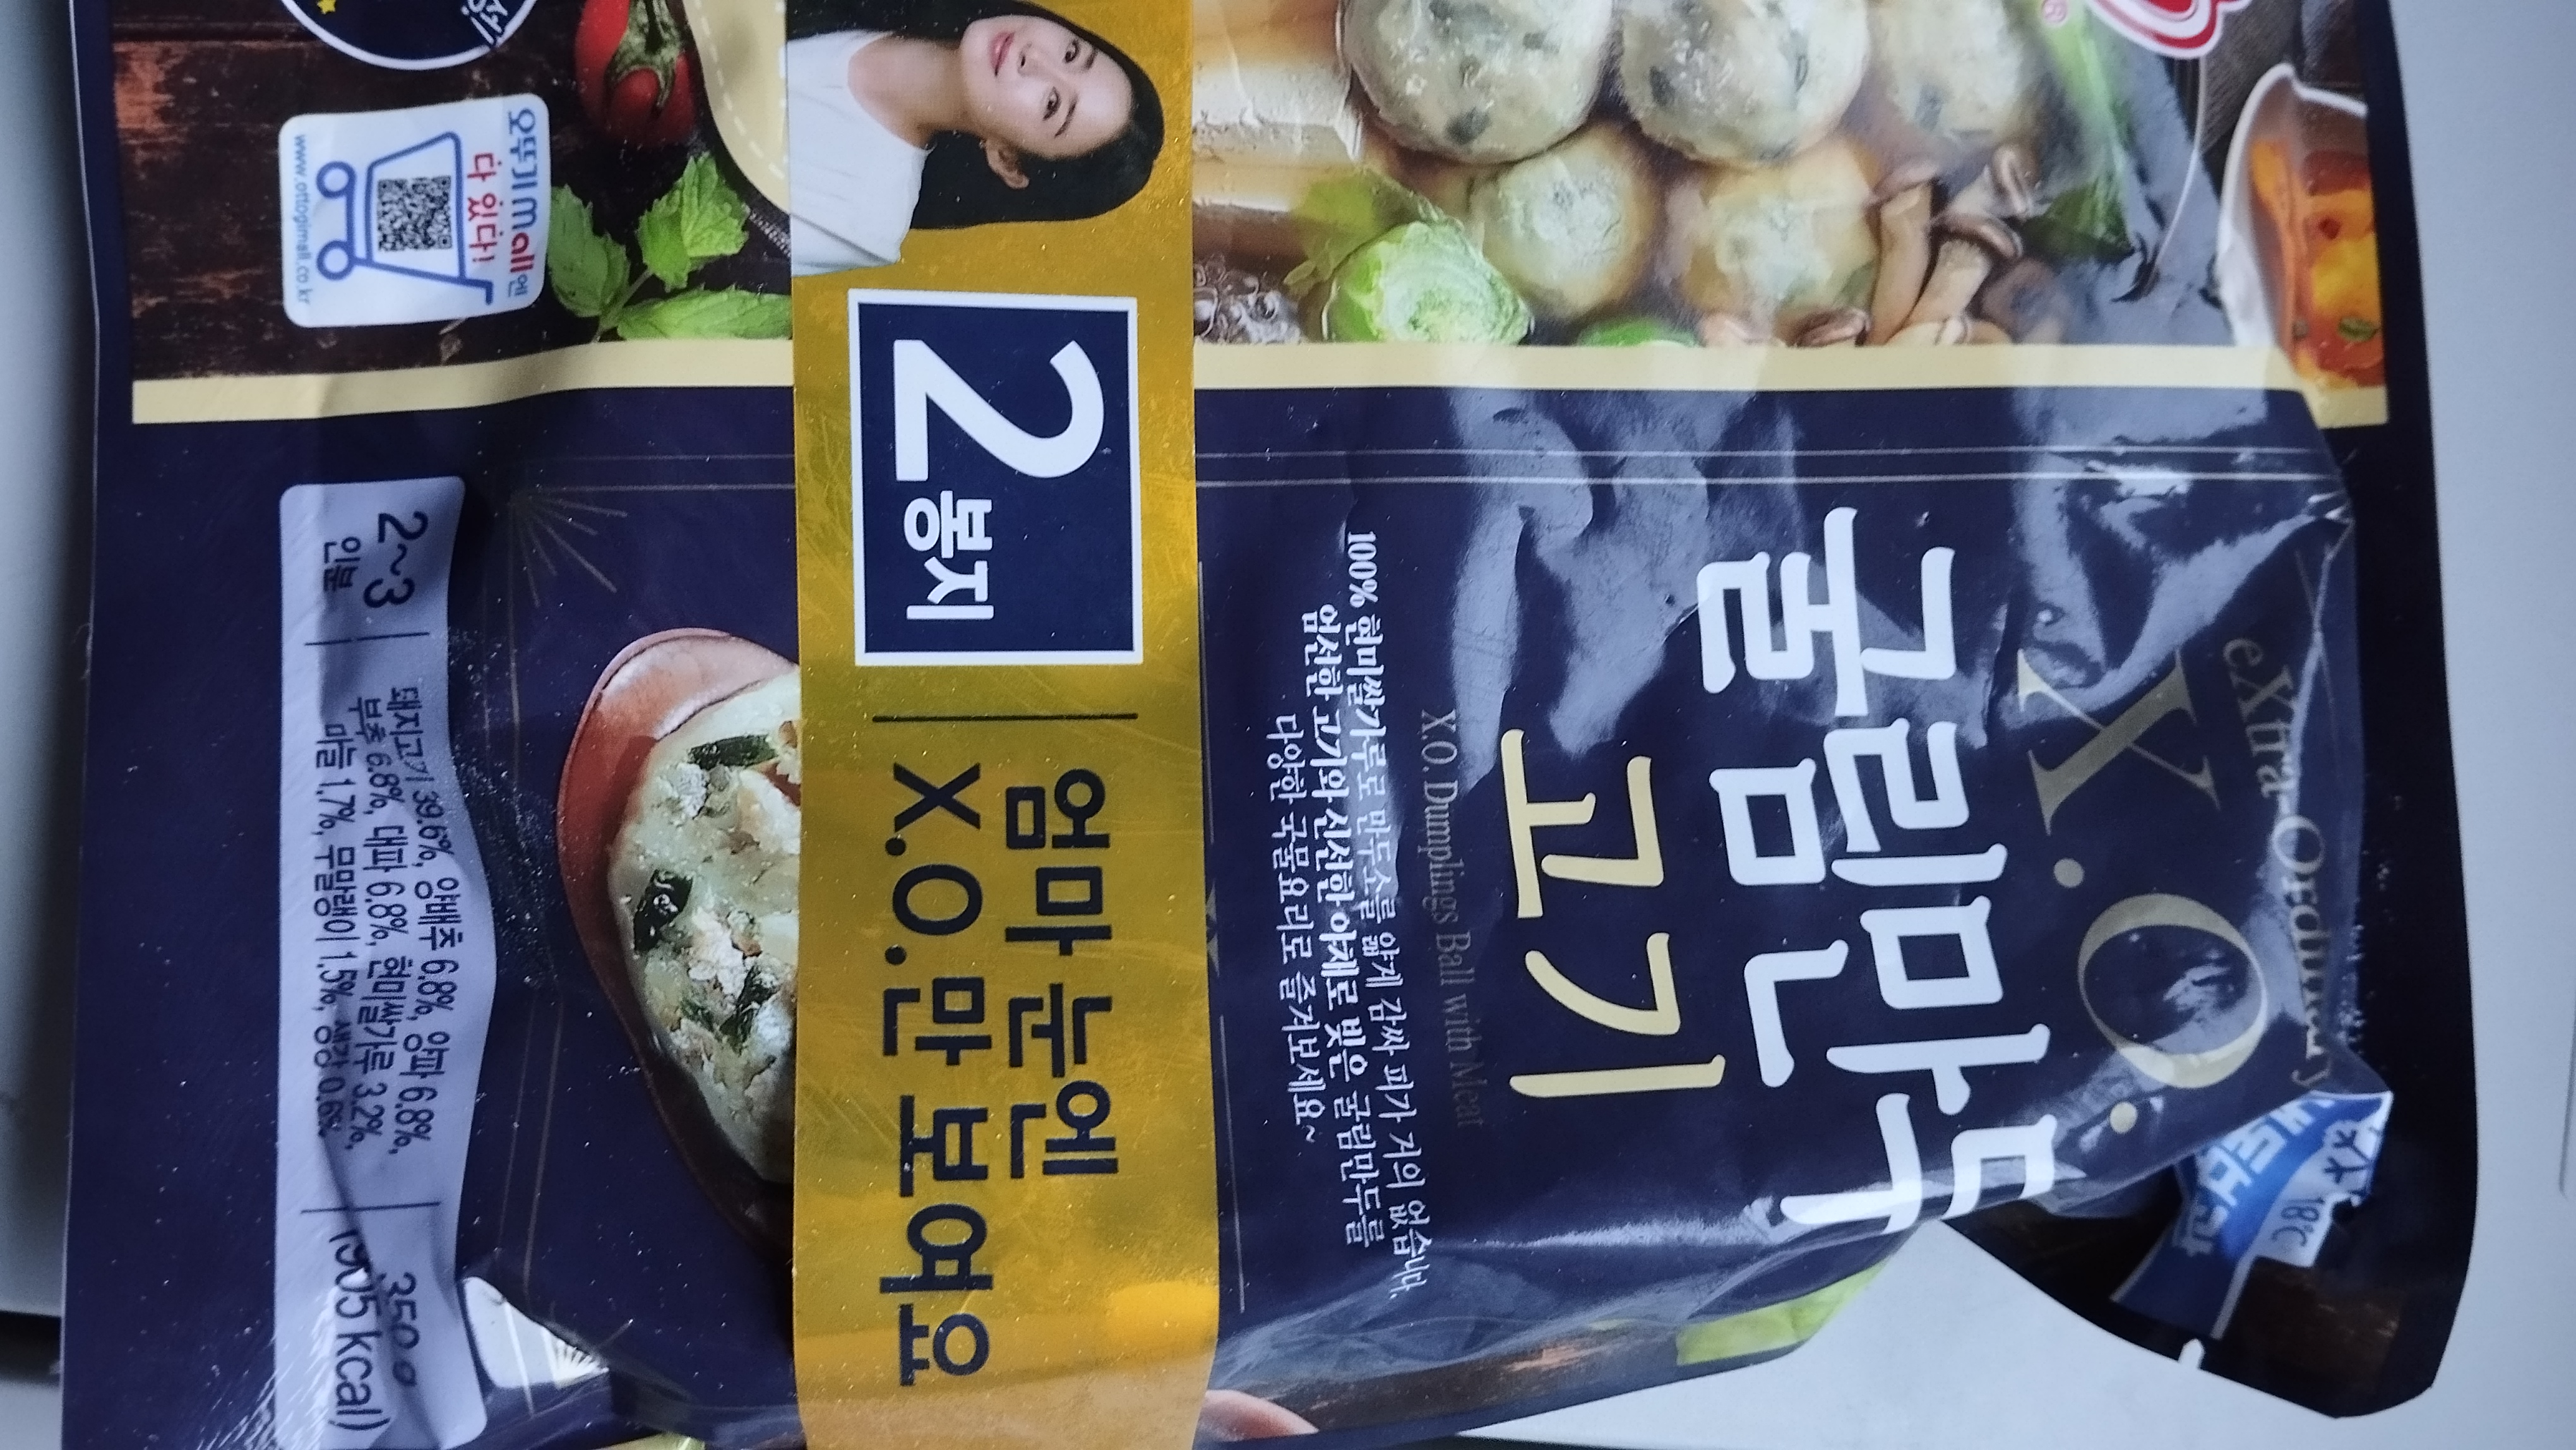 eXtra-Ordinary
X.O.
굴림만두
고기
X.O. Dumplings Ball with Meat
100% 현미쌀가루로 만두소를 얇게 감싸 피가 거의 없습니다.
엄선한 고기와 신선한 야채로 빚은 굴림만두를
다양한 국물요리로 즐겨보세요~
2
봉지
엄마 눈엔
X.O.만 보여요
오뚜기mall엔
다 있다!
www.ottogimall.co.kr
2~3
인분
돼지고기 39.6%, 양배추 6.8%, 양파 6.8%,
부추 6.8%, 대파 6.8%, 현미쌀가루 3.2%,
마늘 1.7%, 무말랭이 1.5%, 생강 0.6%
350 g
kcal)
18℃